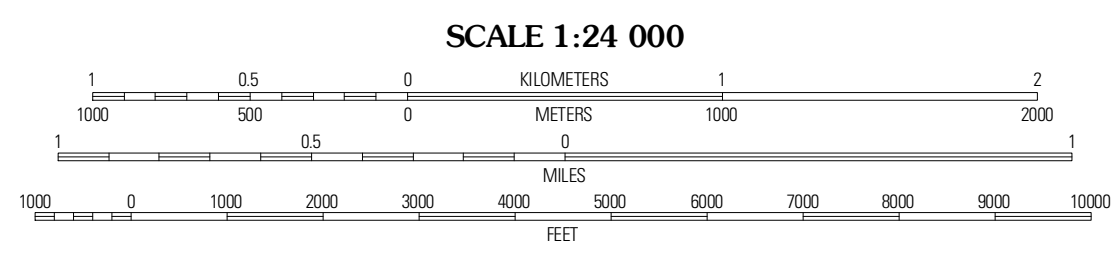 SCALE 1:24 000
1 0.5 0 KILOMETERS 1 2
1000 500 0 METERS 1000 2000
1 0.5 0 1
MILES
1000 0 1000 2000 3000 4000 5000 6000 7000 8000 9000 10000
FEET